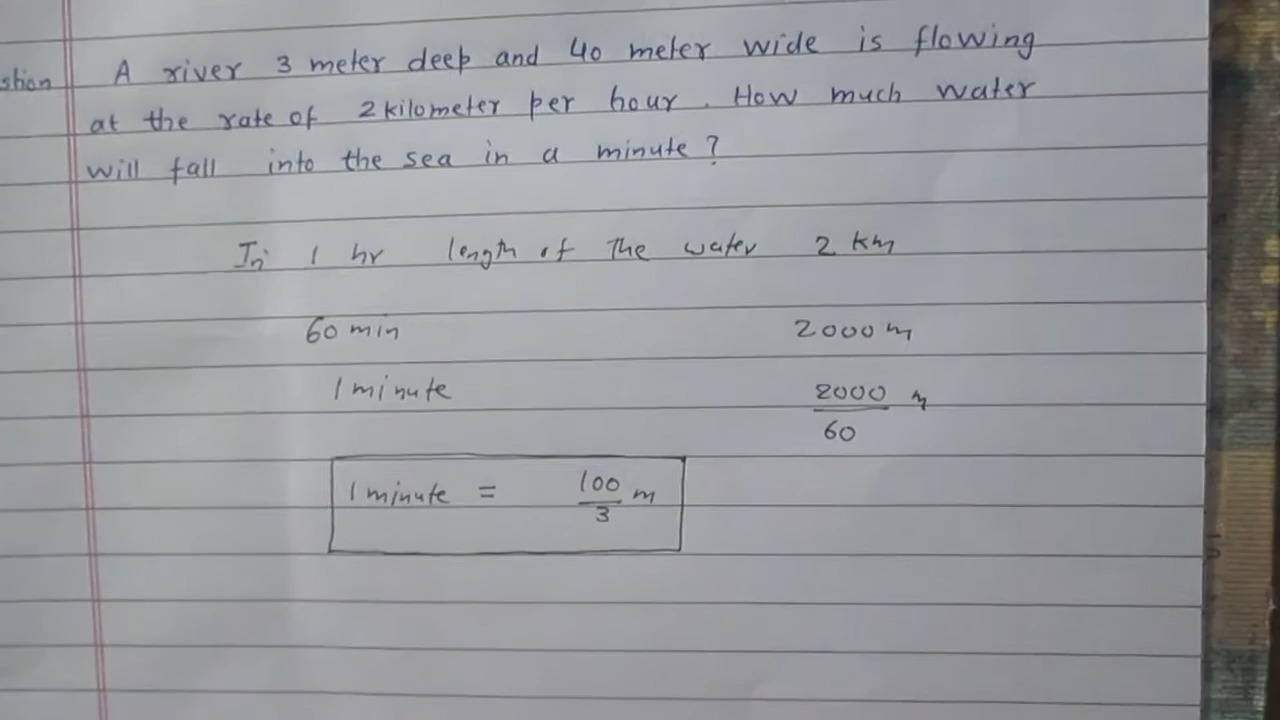 stion A river 3 meter deep and 40 meter wide is flowing
at the rate of 2 kilometer per hour. How much water
will fall into the sea in a minute?
In 1 hr length of The water 2 km
60 min 2000 m
1 minute 2000/60 m
1 minute = 100/3 m